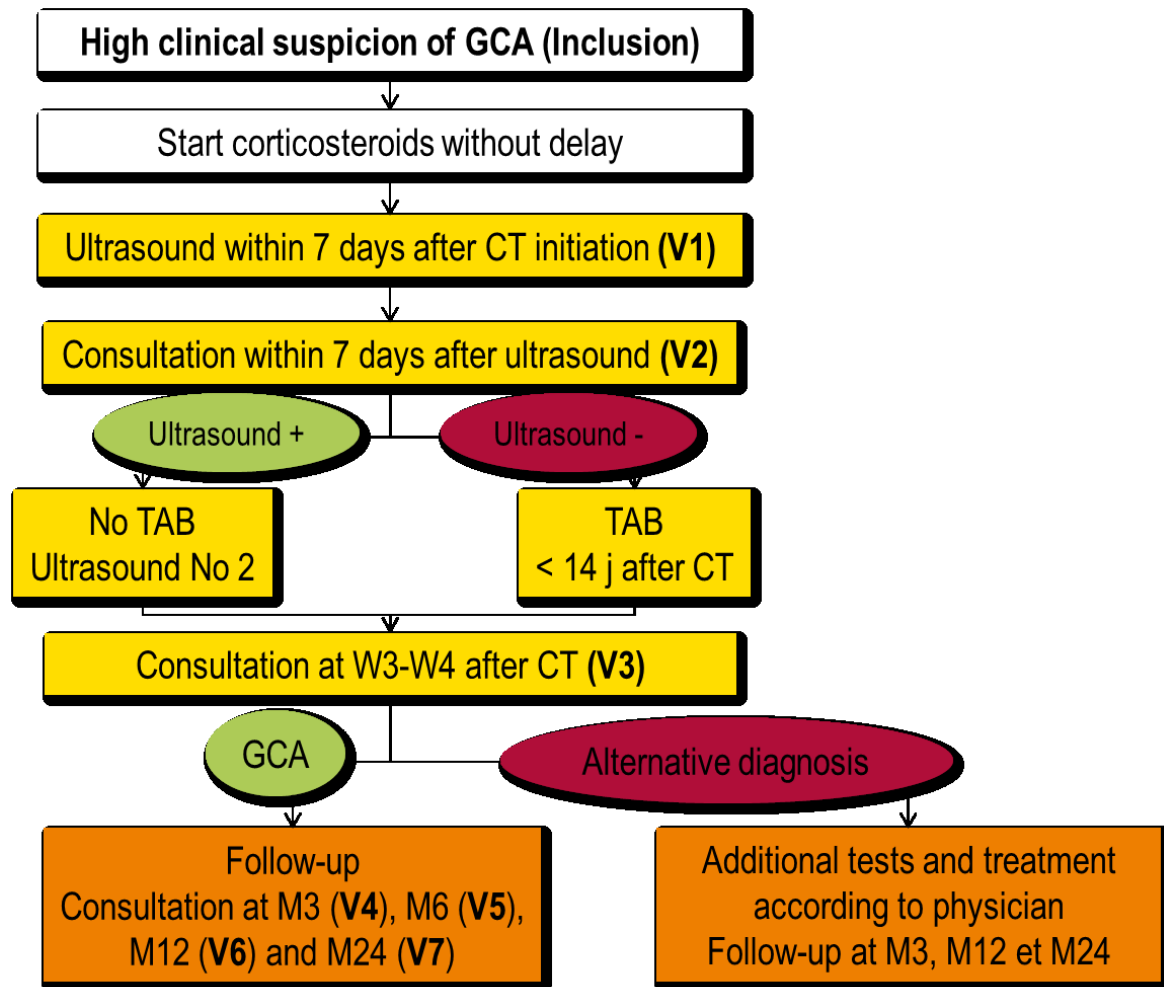 High clinical suspicion of GCA (Inclusion)
Start corticosteroids without delay
Ultrasound within 7 days after CT initiation (V1)
Consultation within 7 days after ultrasound (V2)
Ultrasound +
Ultrasound -
No TAB
Ultrasound No 2
TAB
< 14 j after CT
Consultation at W3-W4 after CT (V3)
GCA
Alternative diagnosis
Follow-up
Consultation at M3 (V4), M6 (V5),
M12 (V6) and M24 (V7)
Additional tests and treatment
according to physician
Follow-up at M3, M12 et M24